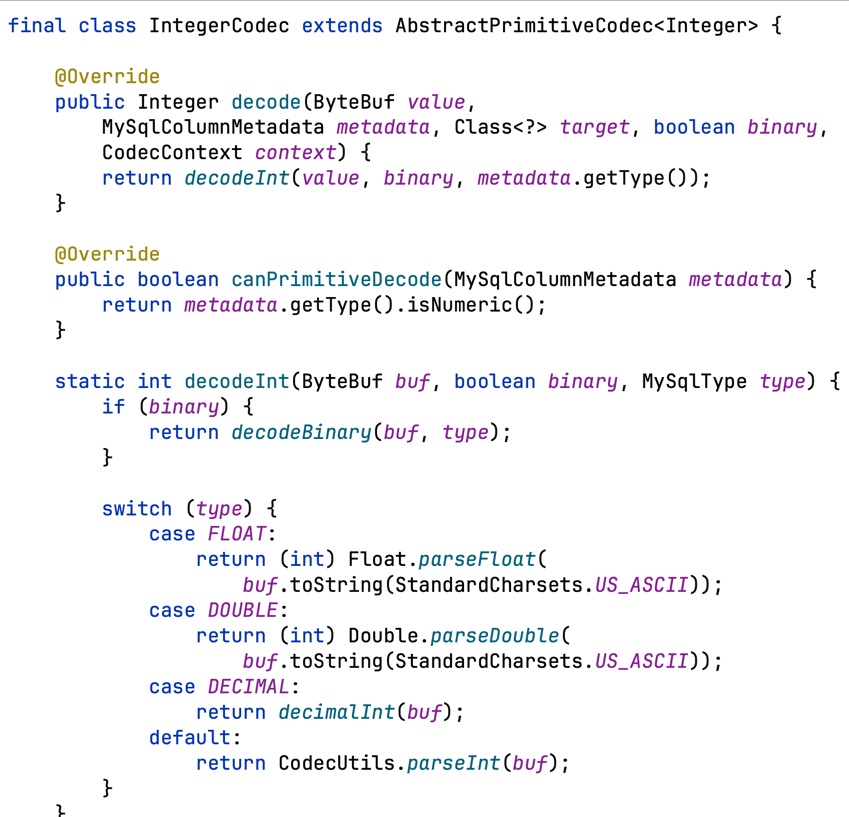 final class IntegerCodec extends AbstractPrimitiveCodec<Integer> {

    @Override
    public Integer decode(ByteBuf value,
        MySqlColumnMetadata metadata, Class<?> target, boolean binary,
        CodecContext context) {
        return decodeInt(value, binary, metadata.getType());
    }

    @Override
    public boolean canPrimitiveDecode(MySqlColumnMetadata metadata) {
        return metadata.getType().isNumeric();
    }

    static int decodeInt(ByteBuf buf, boolean binary, MySqlType type) {
        if (binary) {
            return decodeBinary(buf, type);
        }

        switch (type) {
            case FLOAT:
                return (int) Float.parseFloat(
                    buf.toString(StandardCharsets.US_ASCII));
            case DOUBLE:
                return (int) Double.parseDouble(
                    buf.toString(StandardCharsets.US_ASCII));
            case DECIMAL:
                return decimalInt(buf);
            default:
                return CodecUtils.parseInt(buf);
        }
    }